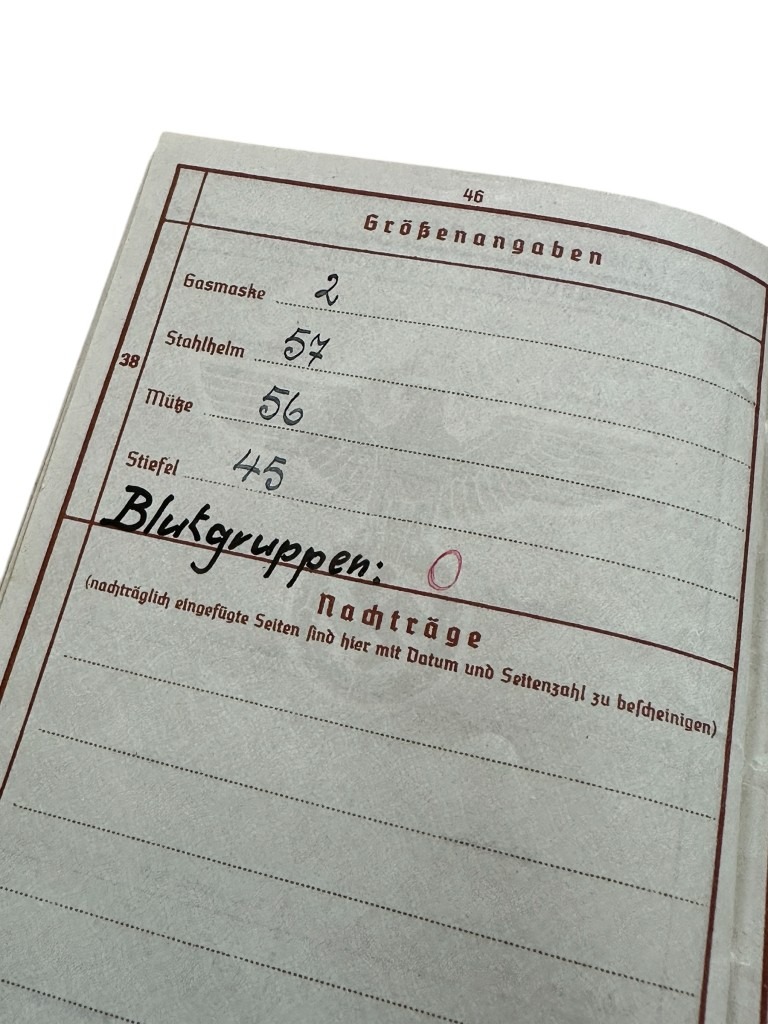 46
Größenangaben
Gasmaske 2
Stahlhelm 57
38
Mütze 56
Stiefel 45
Blutgruppen: O
Nachträge
(nachträglich eingefügte Seiten sind hier mit Datum und Seitenzahl zu bescheinigen)